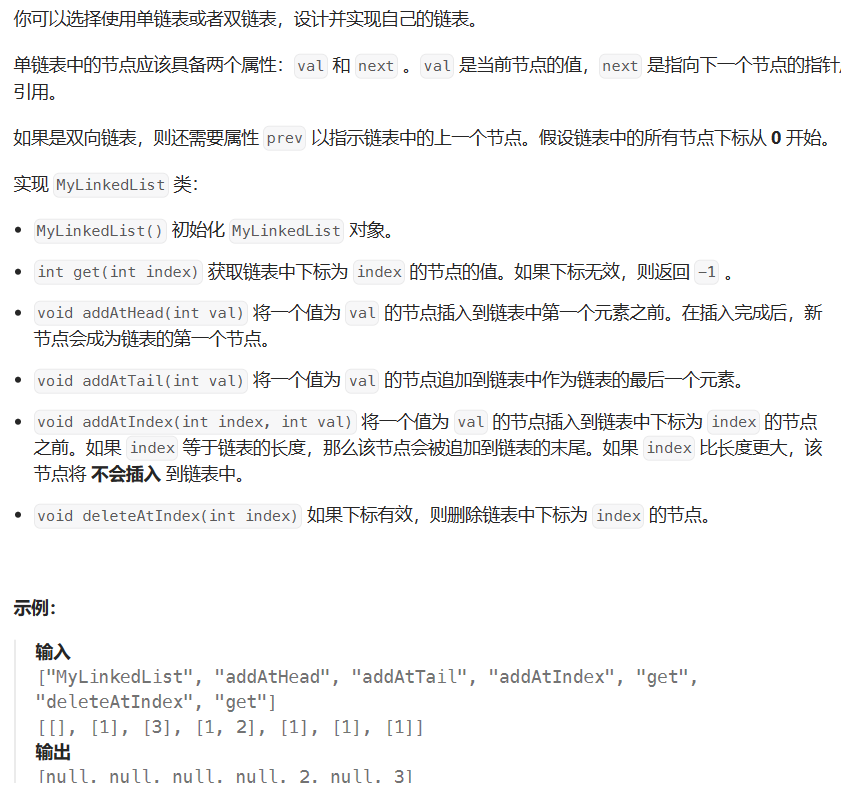 你可以选择使用单链表或者双链表，设计并实现自己的链表。
单链表中的节点应该具备两个属性：val 和 next 。val 是当前节点的值，next 是指向下一个节点的指针/
引用。
如果是双向链表，则还需要属性 prev 以指示链表中的上一个节点。假设链表中的所有节点下标从 0 开始。
实现 MyLinkedList 类：
• MyLinkedList() 初始化 MyLinkedList 对象。
• int get(int index) 获取链表中下标为 index 的节点的值。如果下标无效，则返回 -1 。
• void addAtHead(int val) 将一个值为 val 的节点插入到链表中第一个元素之前。在插入完成后，新
节点会成为链表的第一个节点。
• void addAtTail(int val) 将一个值为 val 的节点追加到链表中作为链表的最后一个元素。
• void addAtIndex(int index, int val) 将一个值为 val 的节点插入到链表中下标为 index 的节点
之前。如果 index 等于链表的长度，那么该节点会被追加到链表的末尾。如果 index 比长度更大，该
节点将 不会插入 到链表中。
• void deleteAtIndex(int index) 如果下标有效，则删除链表中下标为 index 的节点。
示例：
输入
["MyLinkedList", "addAtHead", "addAtTail", "addAtIndex", "get",
"deleteAtIndex", "get"]
[[], [1], [3], [1, 2], [1], [1], [1]]
输出
[null, null, null, null, 2, null, 3]